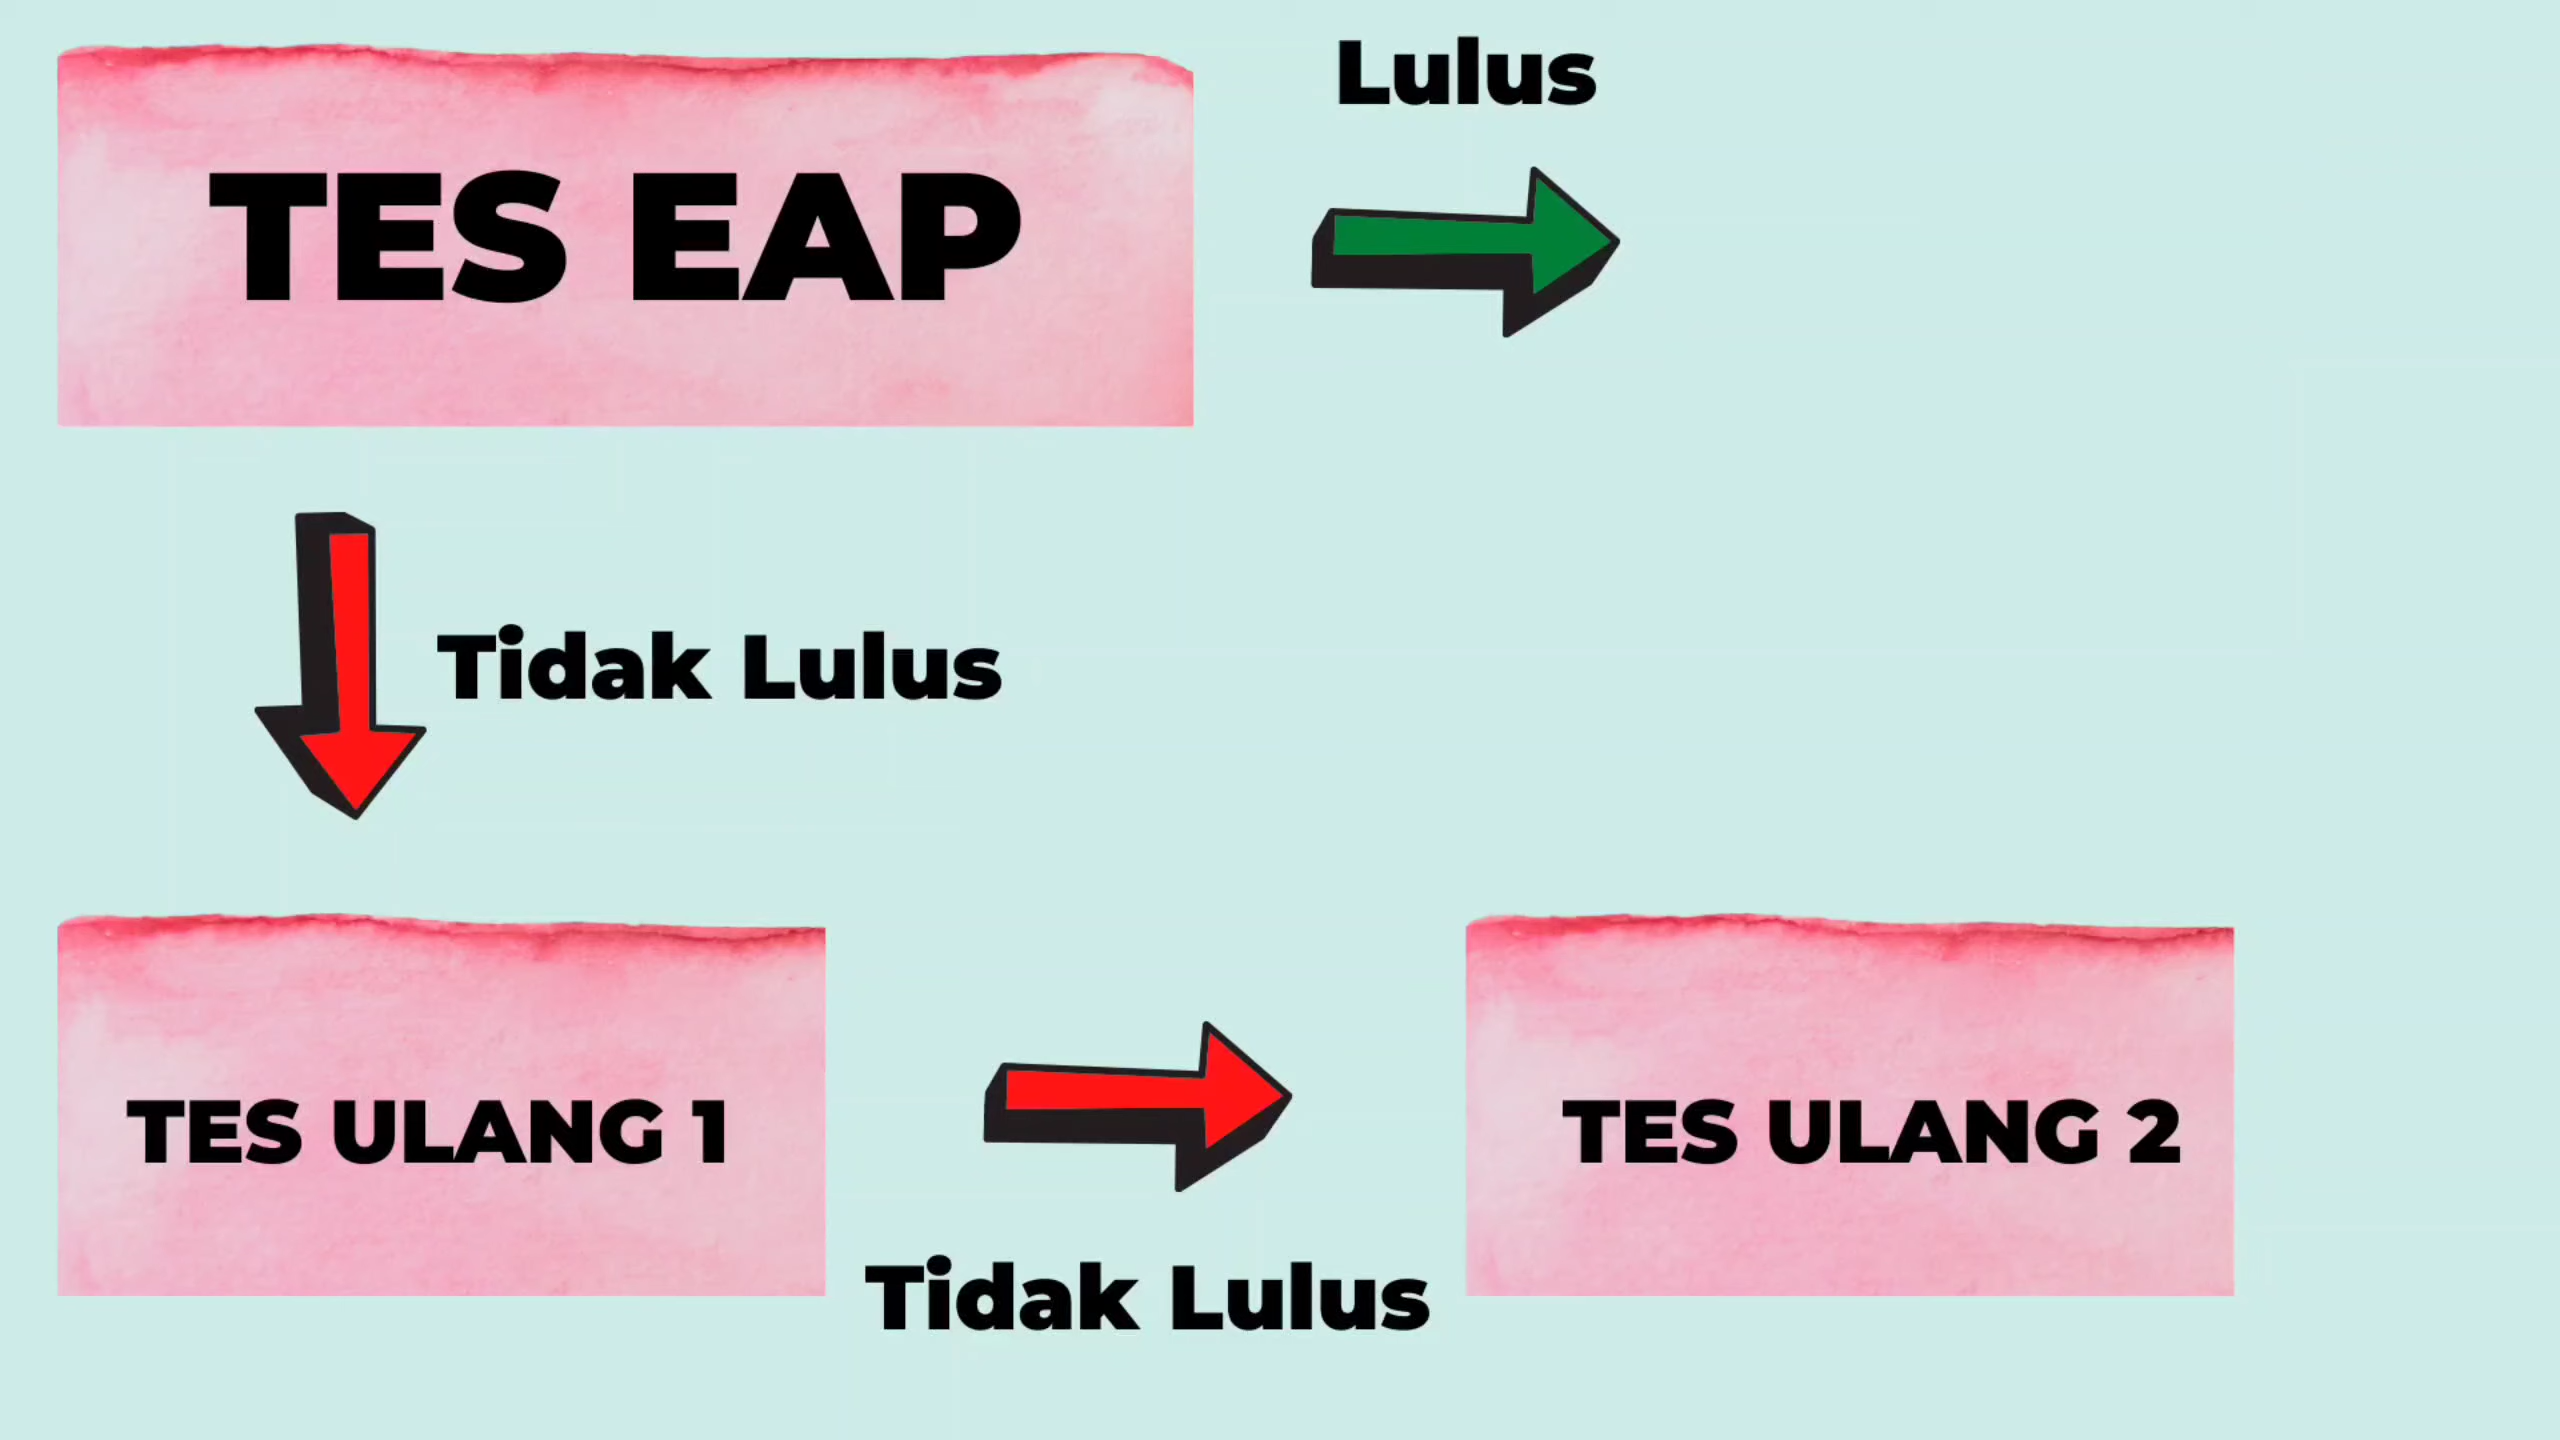 Lulus
TES EAP
Tidak Lulus
TES ULANG 1
TES ULANG 2
Tidak Lulus